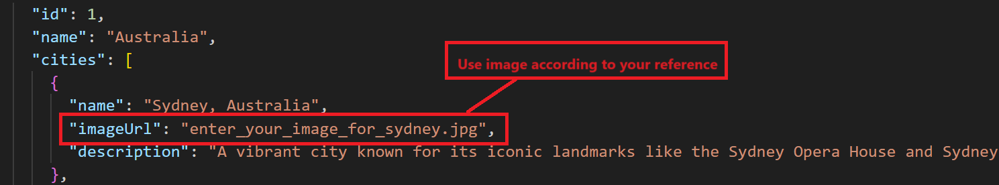 "id": 1,
"name": "Australia",
"cities": [
Use image according to your reference
{
"name": "Sydney, Australia",
"imageUrl": "enter_your_image_for_sydney.jpg",
"description": "A vibrant city known for its iconic landmarks like the Sydney Opera House and Sydney
},